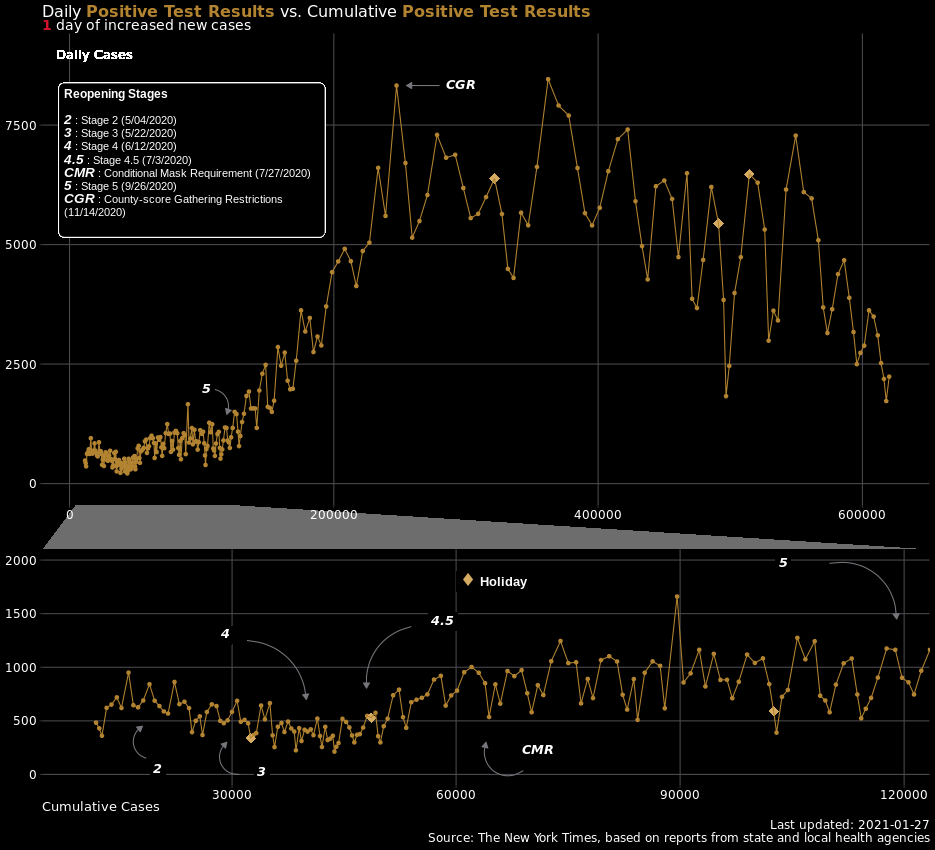 Daily Positive Test Results vs. Cumulative Positive Test Results
1 day of increased new cases
Daily Cases
CGR
Reopening Stages
2 : Stage 2 (5/04/2020)
3 : Stage 3 (5/22/2020)
4 : Stage 4 (6/12/2020)
4.5 : Stage 4.5 (7/3/2020)
CMR : Conditional Mask Requirement (7/27/2020)
5 : Stage 5 (9/26/2020)
CGR : County-score Gathering Restrictions
(11/14/2020)
7500
5000
2500
5
0
0 200000 400000 600000
2000
5
Holiday
1500
4.5
4
1000
500
CMR
2
3
0
30000 60000 90000 120000
Cumulative Cases
Last updated: 2021-01-27
Source: The New York Times, based on reports from state and local health agencies